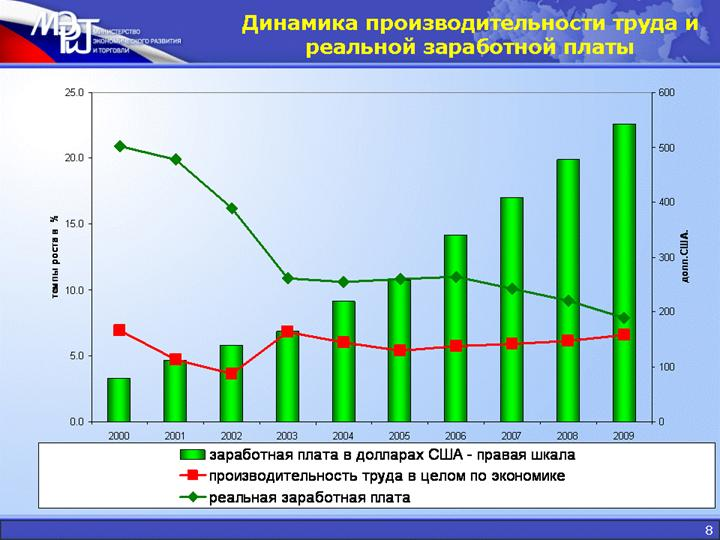 Динамика производительности труда и
реальной заработной платы
МЭРТ
МИНИСТЕРСТВО
ЭКОНОМИЧЕСКОГО РАЗВИТИЯ
И ТОРГОВЛИ
25.0
20.0
15.0
10.0
5.0
0.0
темпы роста в %
600
500
400
300
200
100
0
долл.США.
2000 2001 2002 2003 2004 2005 2006 2007 2008 2009
заработная плата в долларах США - правая шкала
производительность труда в целом по экономике
реальная заработная плата
8